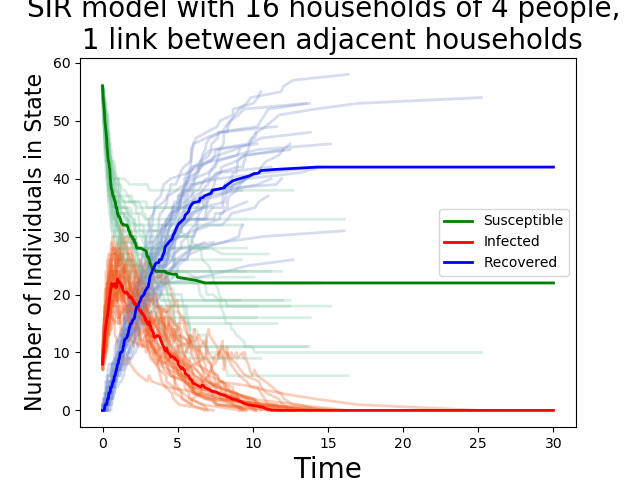 SIR model with 16 households of 4 people,
1 link between adjacent households
Number of Individuals in State
60
50
40
30
20
10
0
Susceptible
Infected
Recovered
0 5 10 15 20 25 30
Time